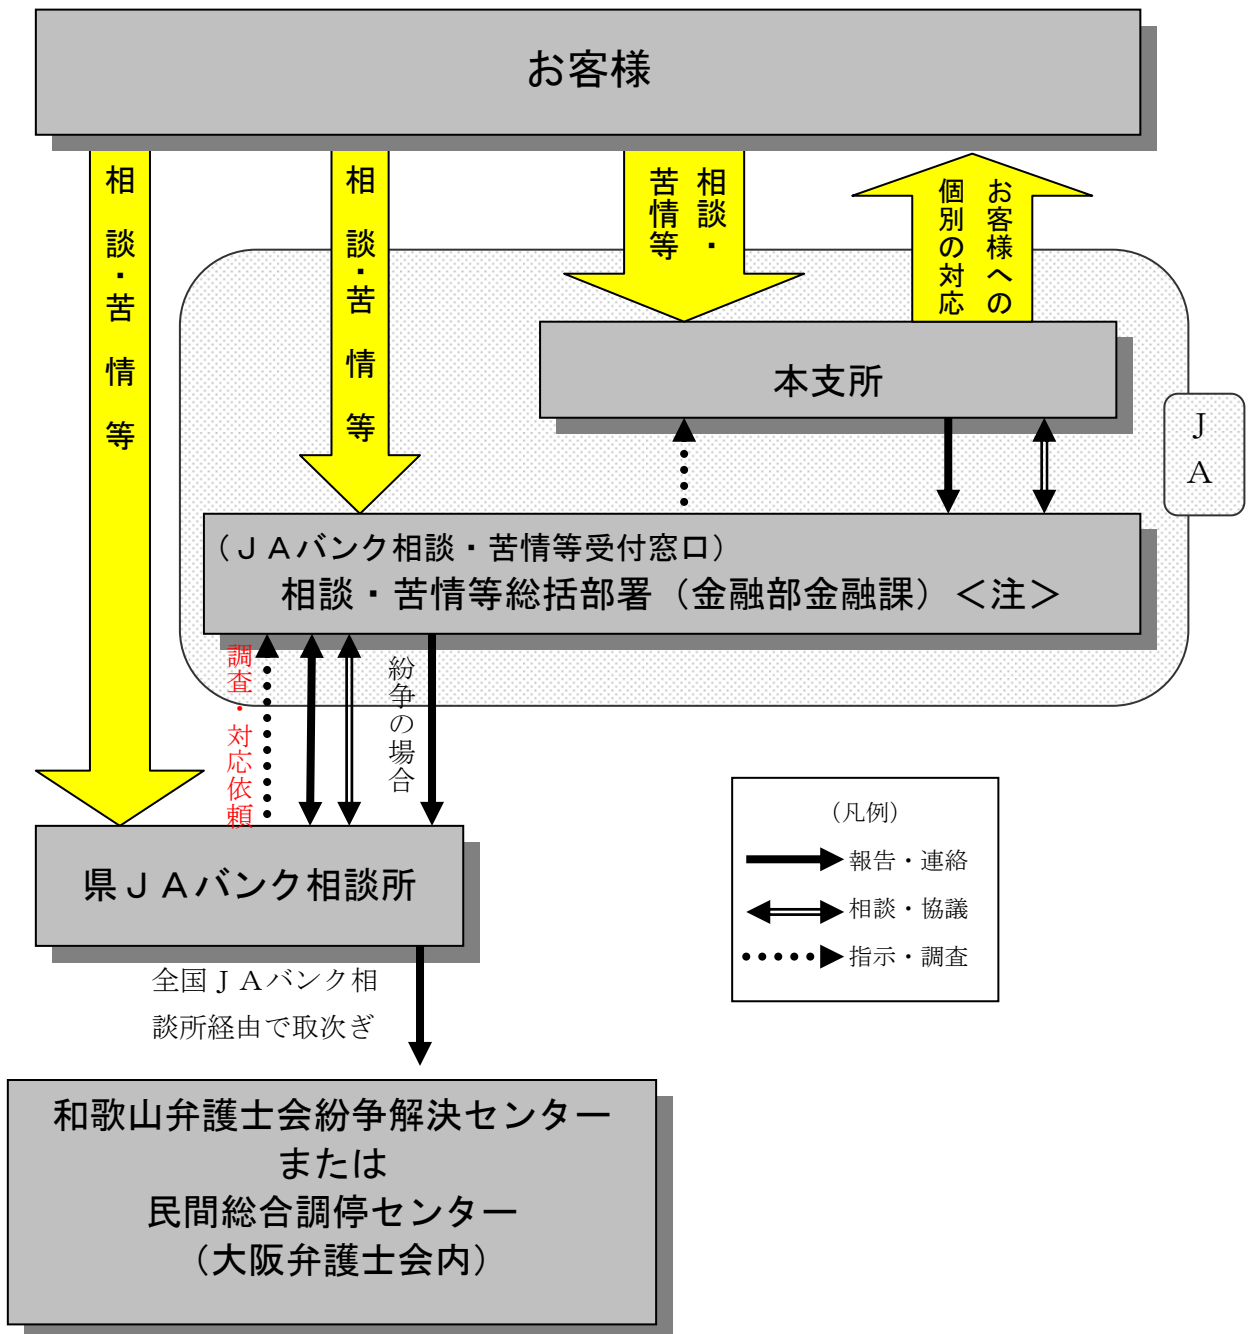 お客様
相談・苦情等
相談・苦情等
相談・
苦情等
お客様への
個別の対応
本支所
ＪＡ
（ＪＡバンク相談・苦情等受付窓口）
相談・苦情等総括部署（金融部金融課）＜注＞
調査・対応依頼
紛争の場合
（凡例）
報告・連絡
相談・協議
指示・調査
県ＪＡバンク相談所
全国ＪＡバンク相
談所経由で取次ぎ
和歌山弁護士会紛争解決センター
または
民間総合調停センター
（大阪弁護士会内）